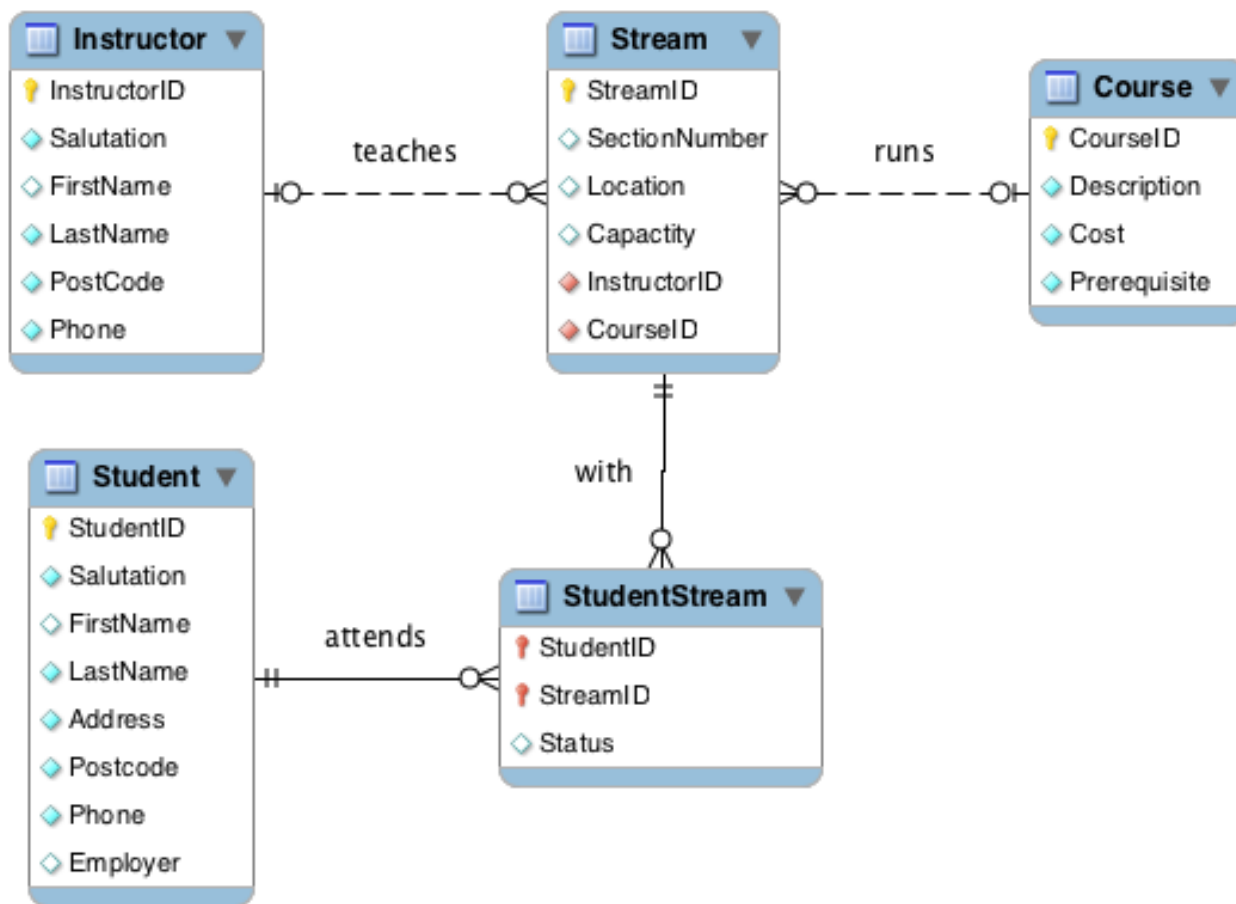 Instructor
InstructorID
Salutation
FirstName
LastName
PostCode
Phone
teaches
Stream
StreamID
SectionNumber
Location
Capactity
InstructorID
CourseID
runs
Course
CourseID
Description
Cost
Prerequisite
with
Student
StudentID
Salutation
FirstName
LastName
Address
Postcode
Phone
Employer
attends
StudentStream
StudentID
StreamID
Status